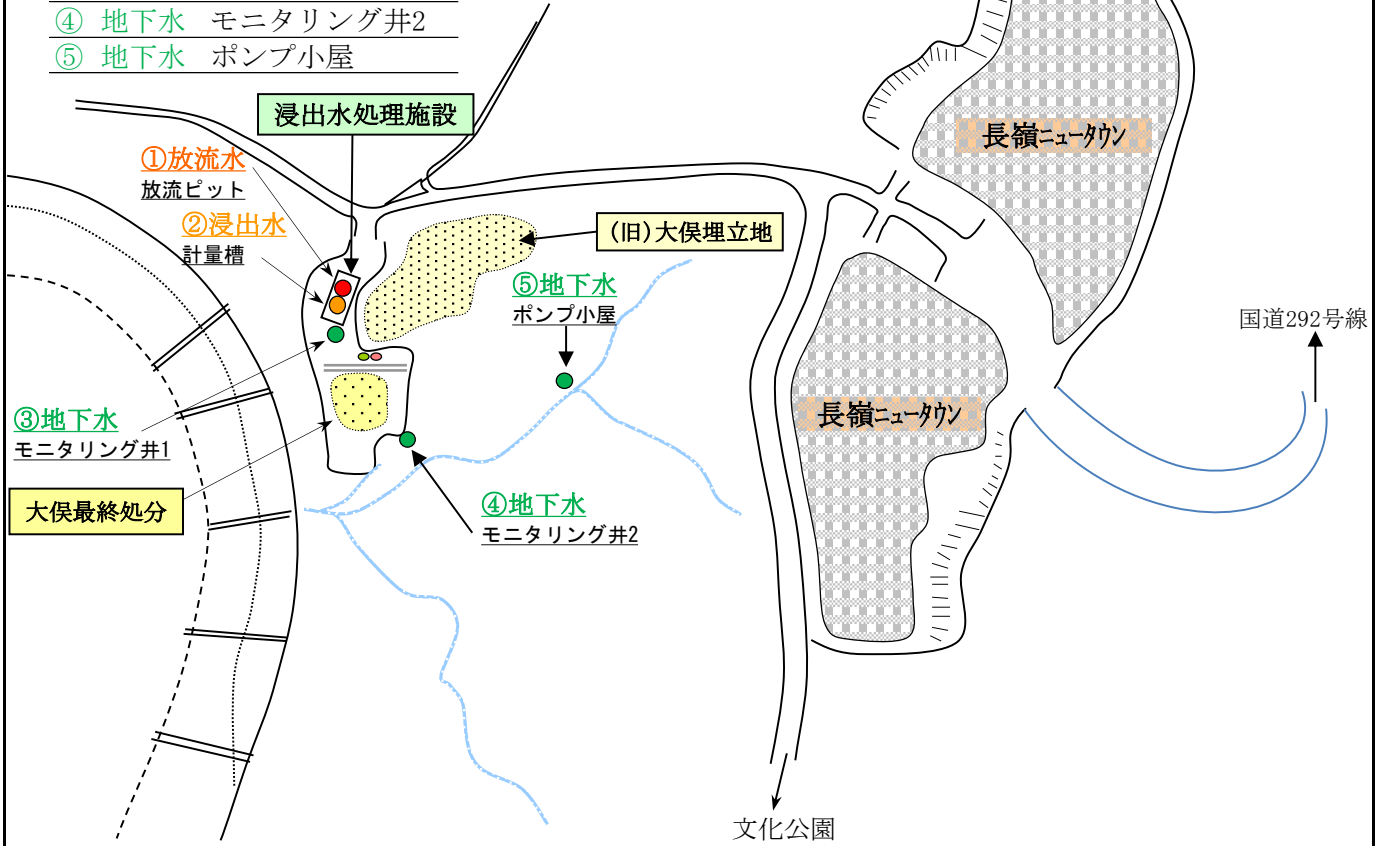 ④ 地下水 モニタリング井2
⑤ 地下水 ポンプ小屋
浸出水処理施設
長嶺ニュータウン
①放流水
放流ピット
②浸出水
計量槽
(旧)大俣埋立地
⑤地下水
ポンプ小屋
国道292号線
③地下水
モニタリング井1
長嶺ニュータウン
大俣最終処分
④地下水
モニタリング井2
文化公園